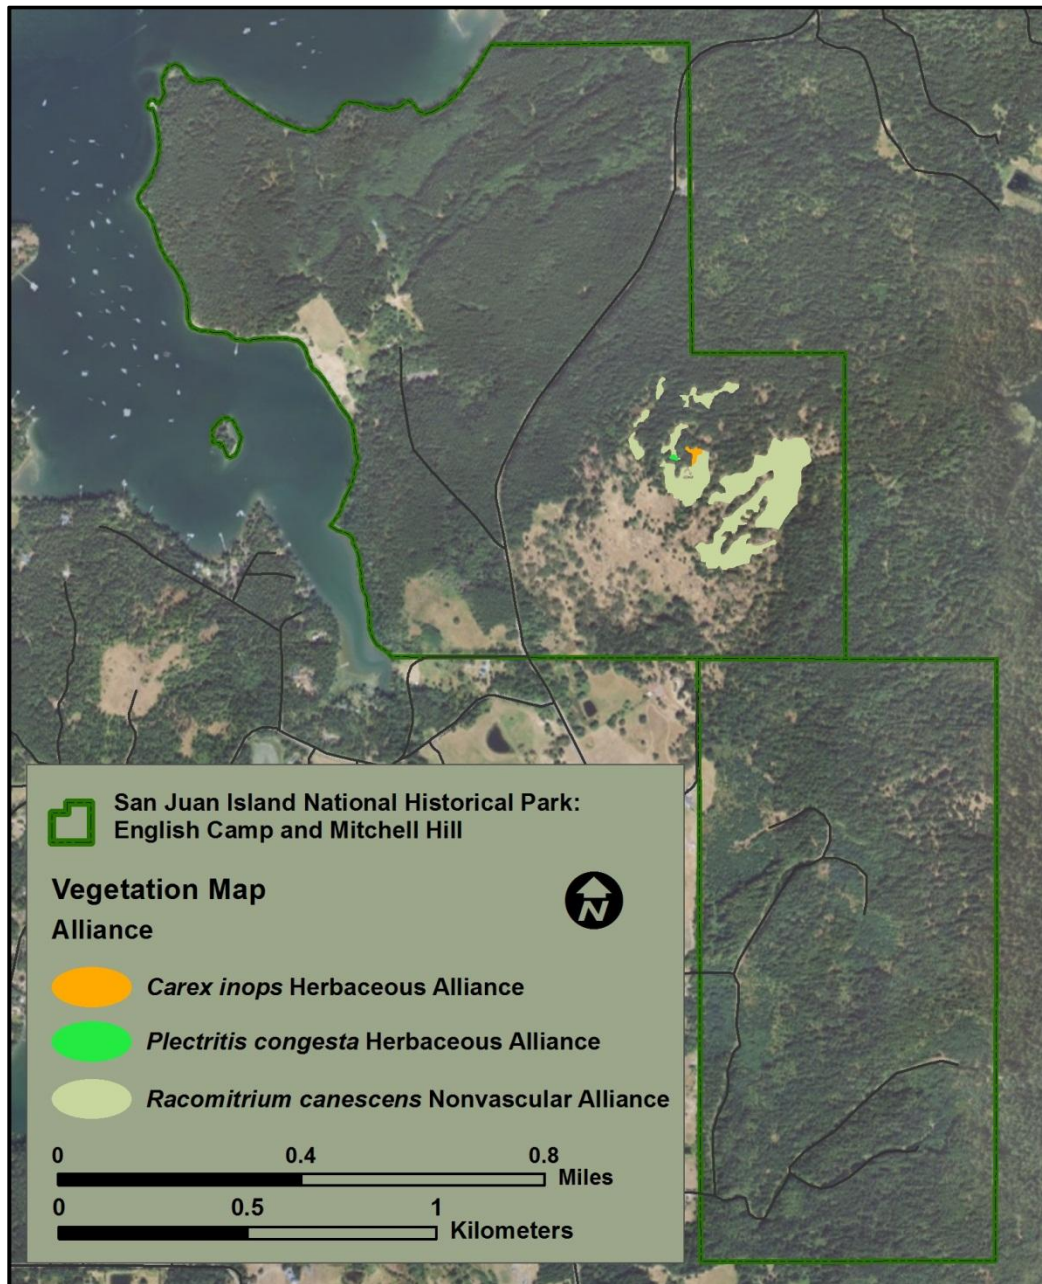 San Juan Island National Historical Park:
English Camp and Mitchell Hill
Vegetation Map
Alliance
N
Carex inops Herbaceous Alliance
Plectritis congesta Herbaceous Alliance
Racomitrium canescens Nonvascular Alliance
0 0.4 0.8
Miles
0 0.5 1
Kilometers